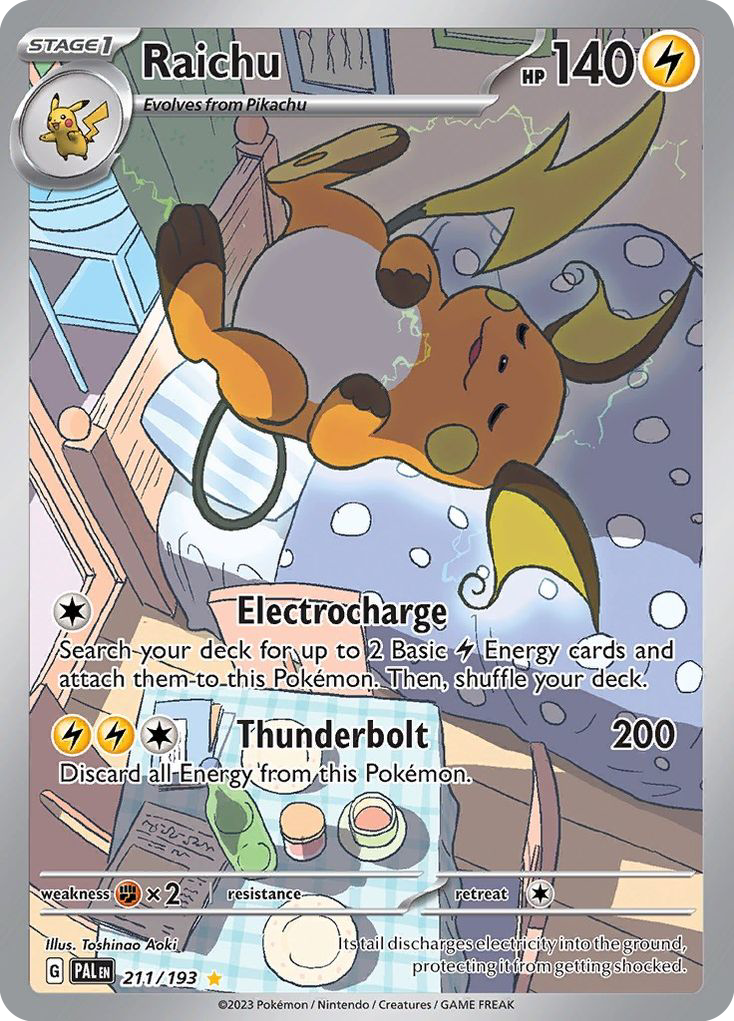 STAGE 1
Raichu
HP 140
Evolves from Pikachu
Electrocharge
Search your deck for up to 2 Basic Energy cards and
attach them to this Pokémon. Then, shuffle your deck.
Thunderbolt 200
Discard all Energy from this Pokémon.
weakness ×2 resistance retreat
Illus. Toshinao Aoki
Its tail discharges electricity into the ground,
protecting it from getting shocked.
G PAL EN 211/193
©2023 Pokémon / Nintendo / Creatures / GAME FREAK